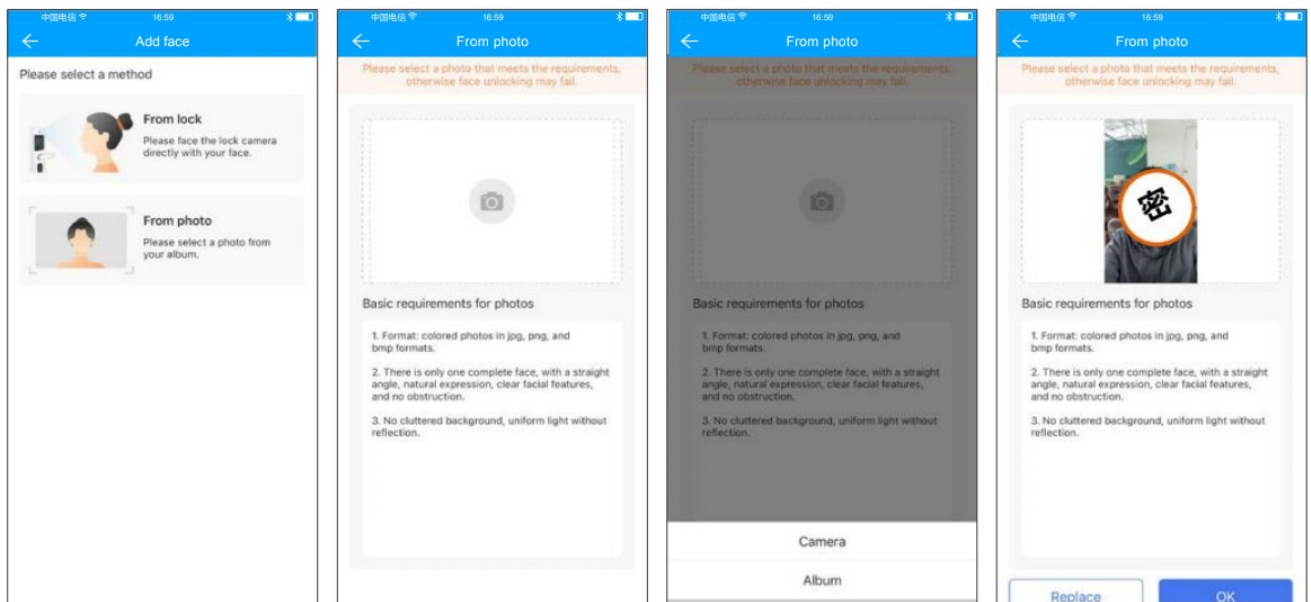 中国电信 16:59
Add face
Please select a method
From lock
Please face the lock camera
directly with your face.
From photo
Please select a photo from
your album.
中国电信 16:59
From photo
Please select a photo that meets the requirements,
otherwise face unlocking may fail.
Basic requirements for photos
1. Format: colored photos in jpg, png, and
bmp formats.
2. There is only one complete face, with a straight
angle, natural expression, clear facial features,
and no obstruction.
3. No cluttered background, uniform light without
reflection.
中国电信 16:59
From photo
Please select a photo that meets the requirements,
otherwise face unlocking may fail.
Basic requirements for photos
1. Format: colored photos in jpg, png, and
bmp formats.
2. There is only one complete face, with a straight
angle, natural expression, clear facial features,
and no obstruction.
3. No cluttered background, uniform light without
reflection.
Camera
Album
中国电信 16:59
From photo
Please select a photo that meets the requirements,
otherwise face unlocking may fail.
密
Basic requirements for photos
1. Format: colored photos in jpg, png, and
bmp formats.
2. There is only one complete face, with a straight
angle, natural expression, clear facial features,
and no obstruction.
3. No cluttered background, uniform light without
reflection.
Replace
OK